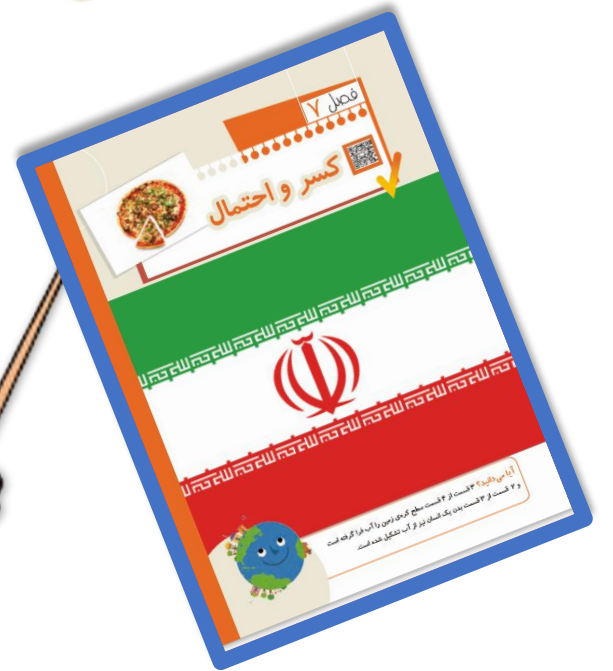 فصل ۷
کسر و احتمال
آیا می‌دانید؟ ۳ قسمت از ۴ قسمت سطح کره‌ی زمین را آب فرا گرفته است
و ۲ قسمت از ۳ قسمت بدن یک انسان نیز از آب تشکیل شده است.